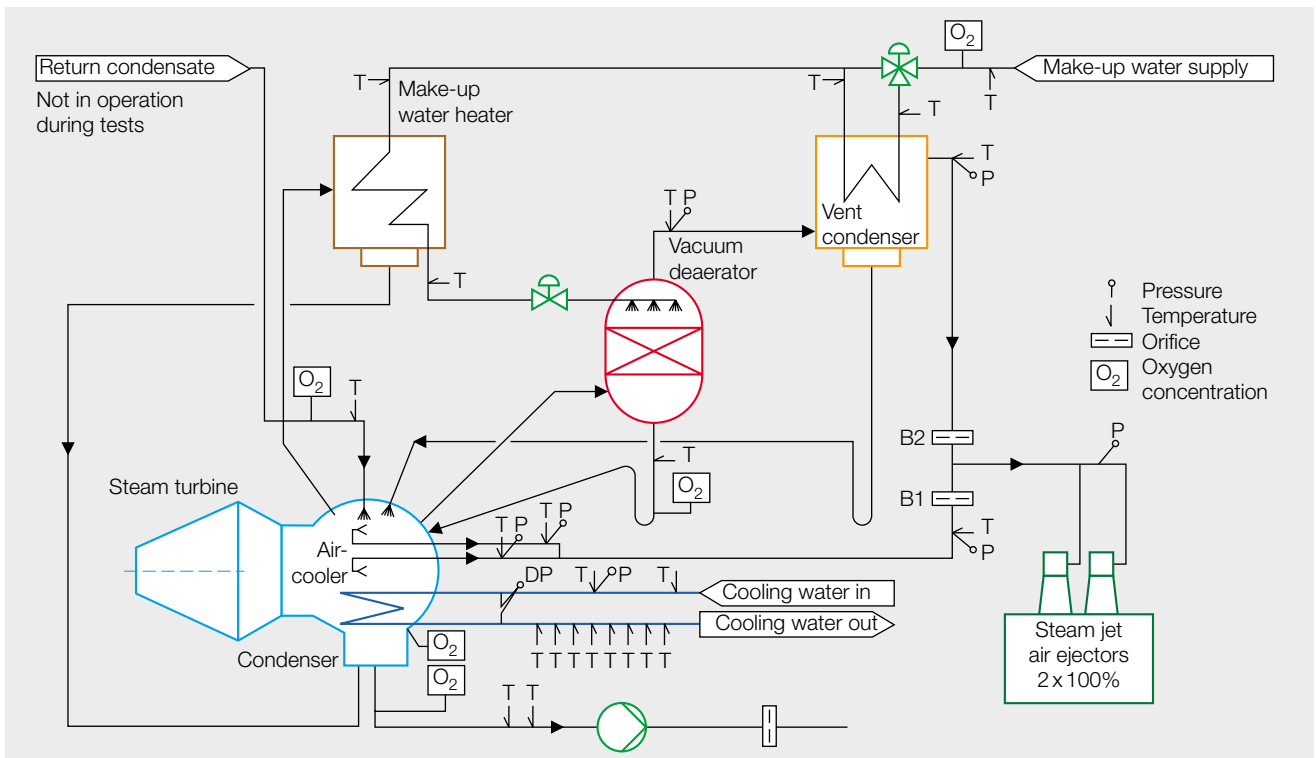 O2
Return condensate
Make-up water supply
Not in operation
during tests
T
Make-up
water heater
T
T
T
T
P
T P
Vent
condenser
Vacuum
deaerator
T
Pressure
Temperature
Orifice
O2
Oxygen
concentration
O2
T
B2
P
T
O2
B1
Steam turbine
T P
T P
T
P
Air-
cooler
DP
T
P
T
Cooling water in
Cooling water out
O2
T T T T T T T T
Condenser
O2
T T
Steam jet
air ejectors
2 x 100%